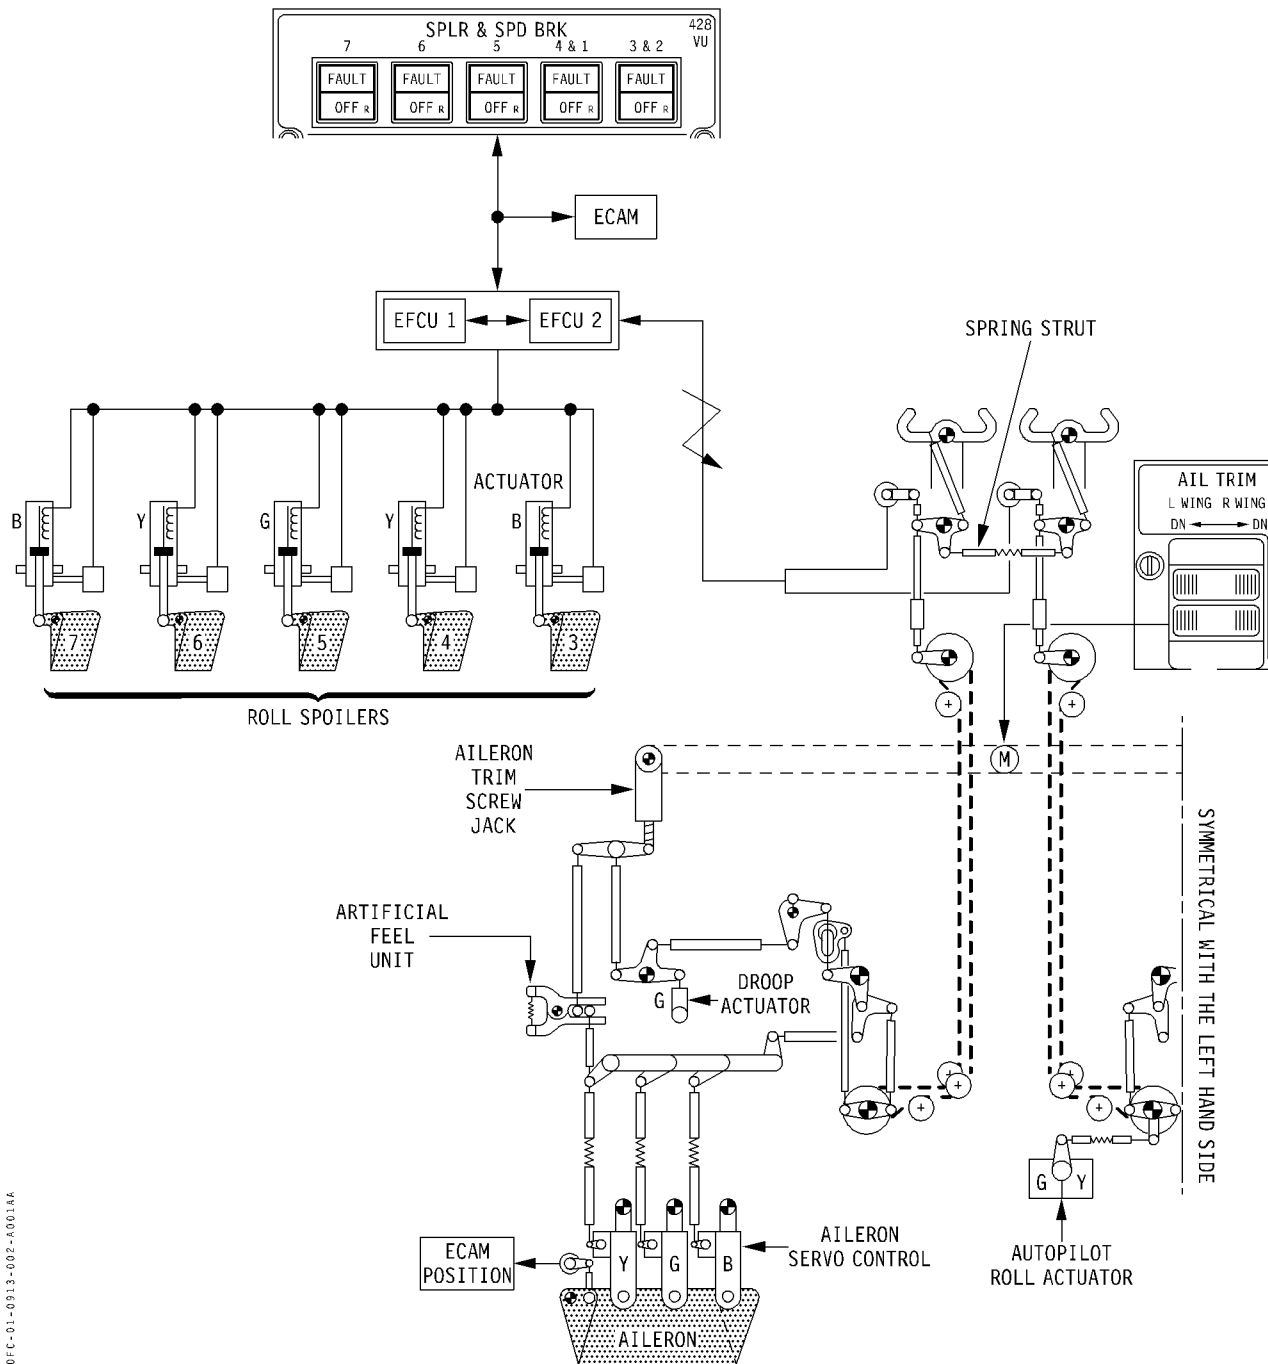 SPLR & SPD BRK
428
VU
7 6 5 4 & 1 3 & 2
FAULT FAULT FAULT FAULT FAULT
OFF R OFF R OFF R OFF R OFF R
ECAM
EFCU 1 EFCU 2
SPRING STRUT
ACTUATOR
B Y G Y B
7 6 5 4 3
ROLL SPOILERS
AIL TRIM
L WING R WING
DN DN
M
AILERON
TRIM
SCREW
JACK
ARTIFICIAL
FEEL
UNIT
G
DROOP
ACTUATOR
SYMMETRICAL WITH THE LEFT HAND SIDE
G Y
AUTOPILOT
ROLL ACTUATOR
Y G B
AILERON
SERVO CONTROL
ECAM
POSITION
AILERON
0FC-01-0913-002-A001AA